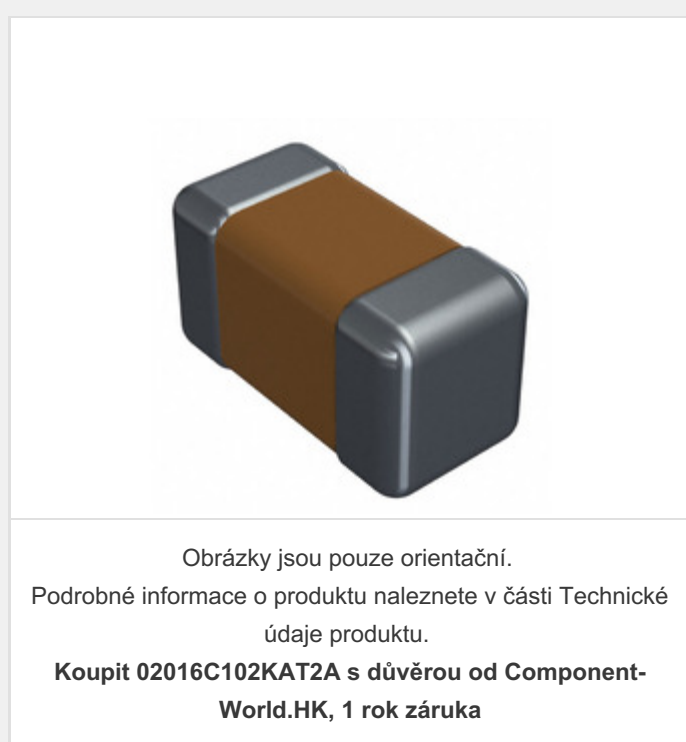 Obrázky jsou pouze orientační.
Podrobné informace o produktu naleznete v části Technické
údaje produktu.
Koupit 02016C102KAT2A s důvěrou od Component-
World.HK, 1 rok záruka